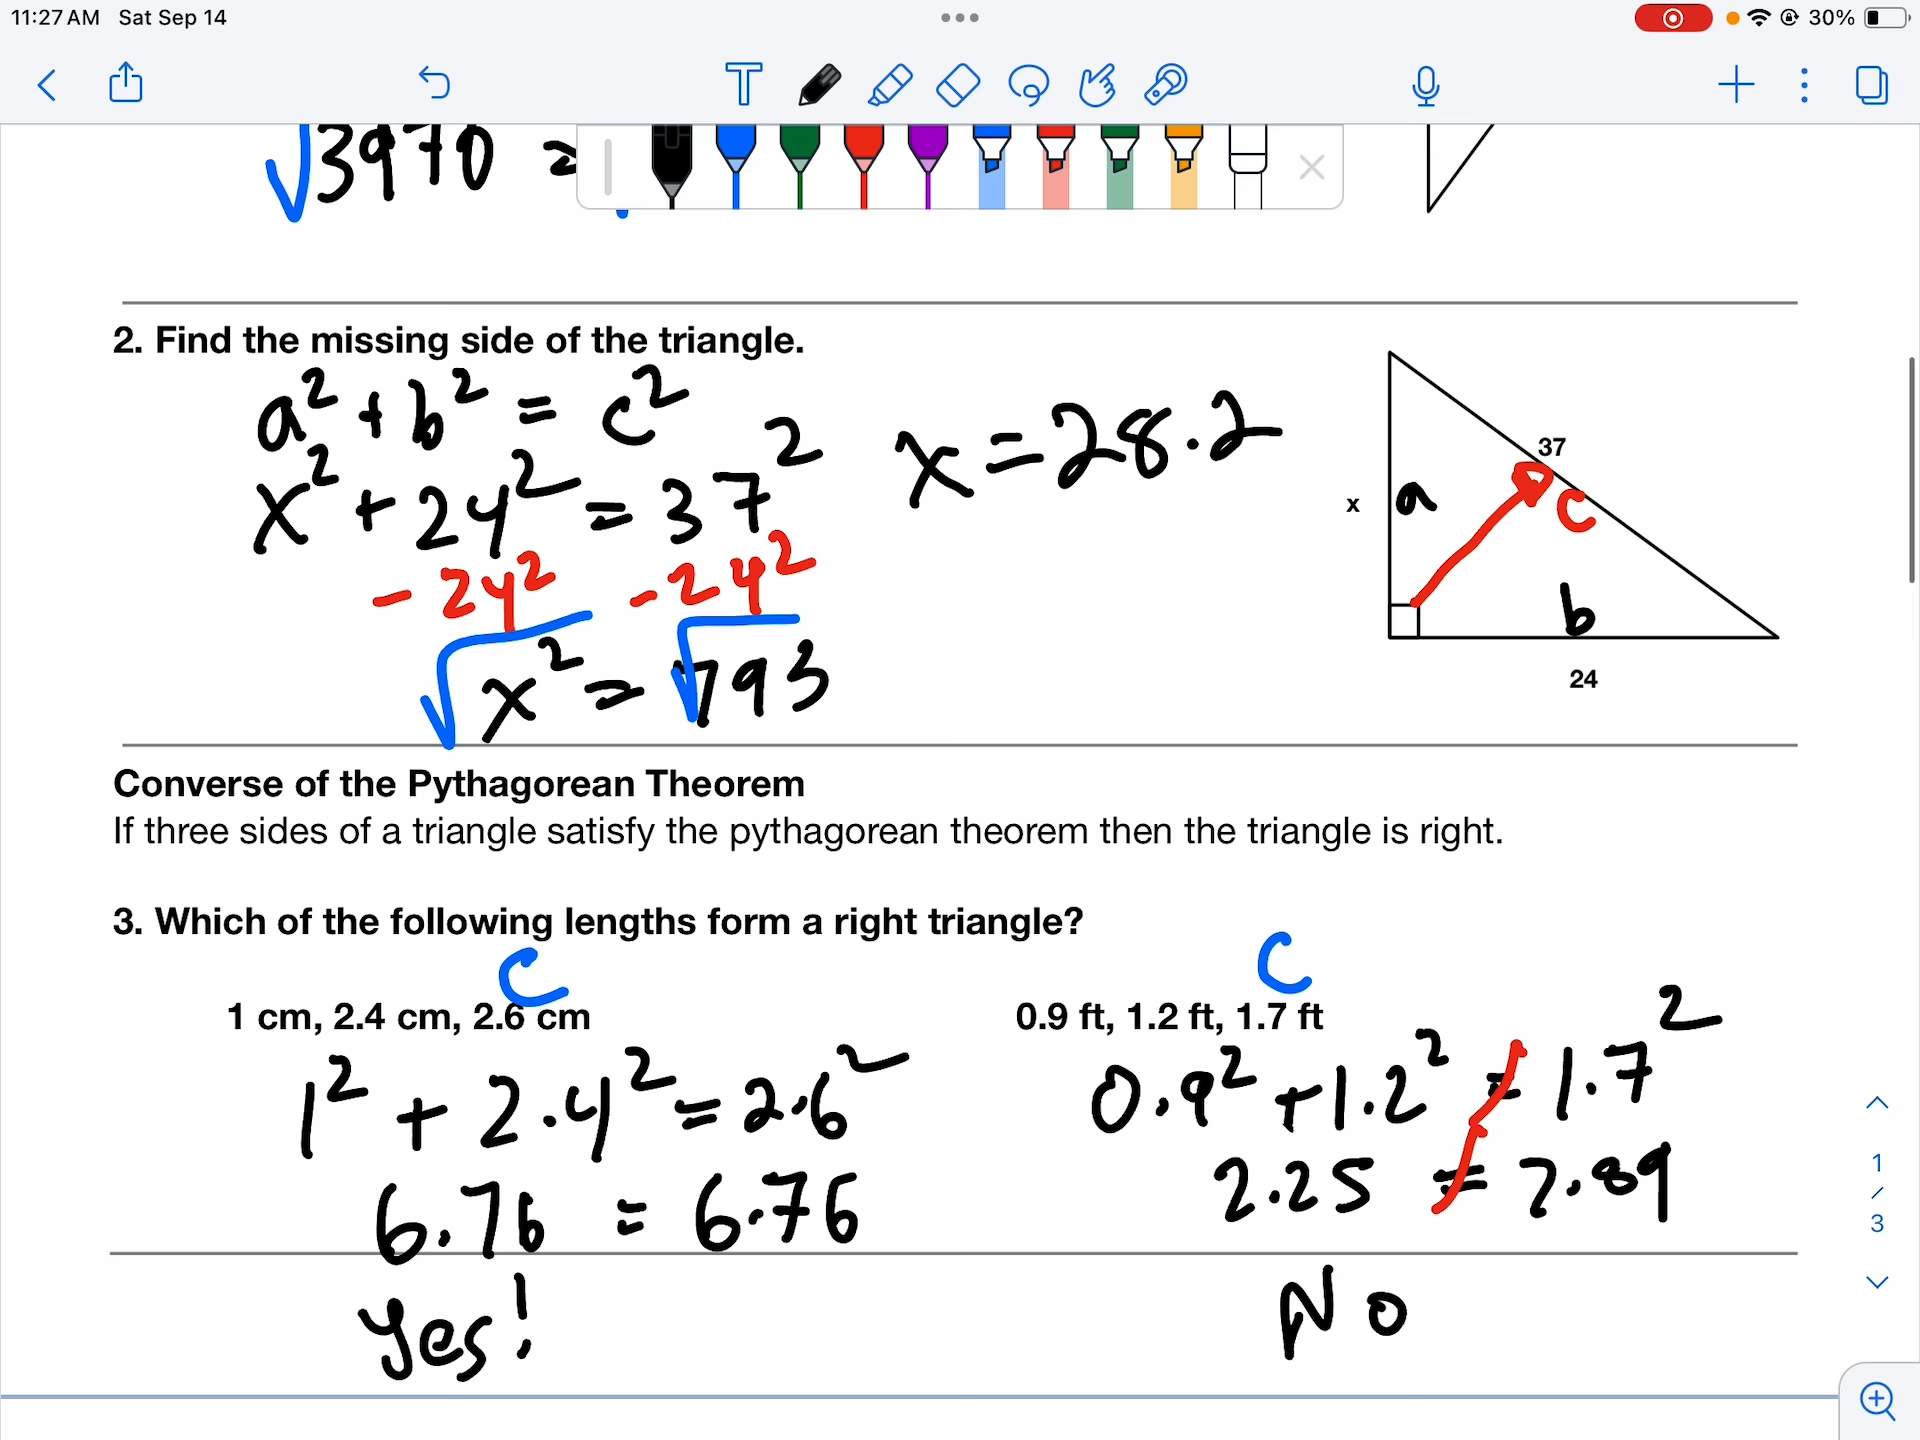 11:27 AM Sat Sep 14
30%
T
√3970 =
2. Find the missing side of the triangle.
a² + b² = c²
x² + 24² = 37²
- 24² - 24²
√x² = √793
x = 28.2
37
x
a
c
b
24
Converse of the Pythagorean Theorem
If three sides of a triangle satisfy the pythagorean theorem then the triangle is right.
3. Which of the following lengths form a right triangle?
c
1 cm, 2.4 cm, 2.6 cm
1² + 2.4² = 2.6²
6.76 = 6.76
Yes!
c
0.9 ft, 1.2 ft, 1.7 ft
0.9² + 1.2² ≠ 1.7²
2.25 ≠ 2.89
No
1
/
3